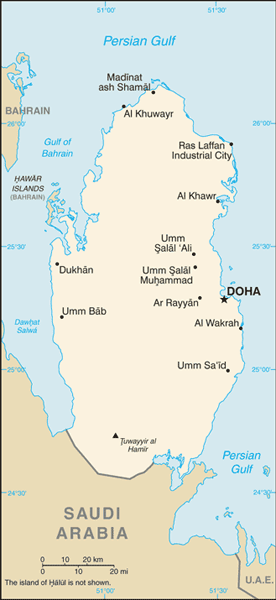 51 00
51 30
Persian Gulf
Madīnat
ash Shamāl
BAHRAIN
Al Khuwayr
26 00
26 00
Gulf of
Bahrain
Ras Laffan
Industrial City
ḨAWĀR
ISLANDS
(BAHRAIN)
Al Khawr
25 30
25 30
Umm
Şalāl ʻAli
Dukhān
Umm Şalāl
Muḩammad
DOHA
Ar Rayyān
Umm Bāb
Al Wakrah
Dawḩat
Salwá
25 00
25 00
Umm Saʻīd
Ţuwayyir al
Ḩamīr
Persian
Gulf
24 30
24 30
SAUDI
ARABIA
U.A.E.
0 10 20 km
0 10 20 mi
The island of Ḩālūl is not shown.
51 00
51 30